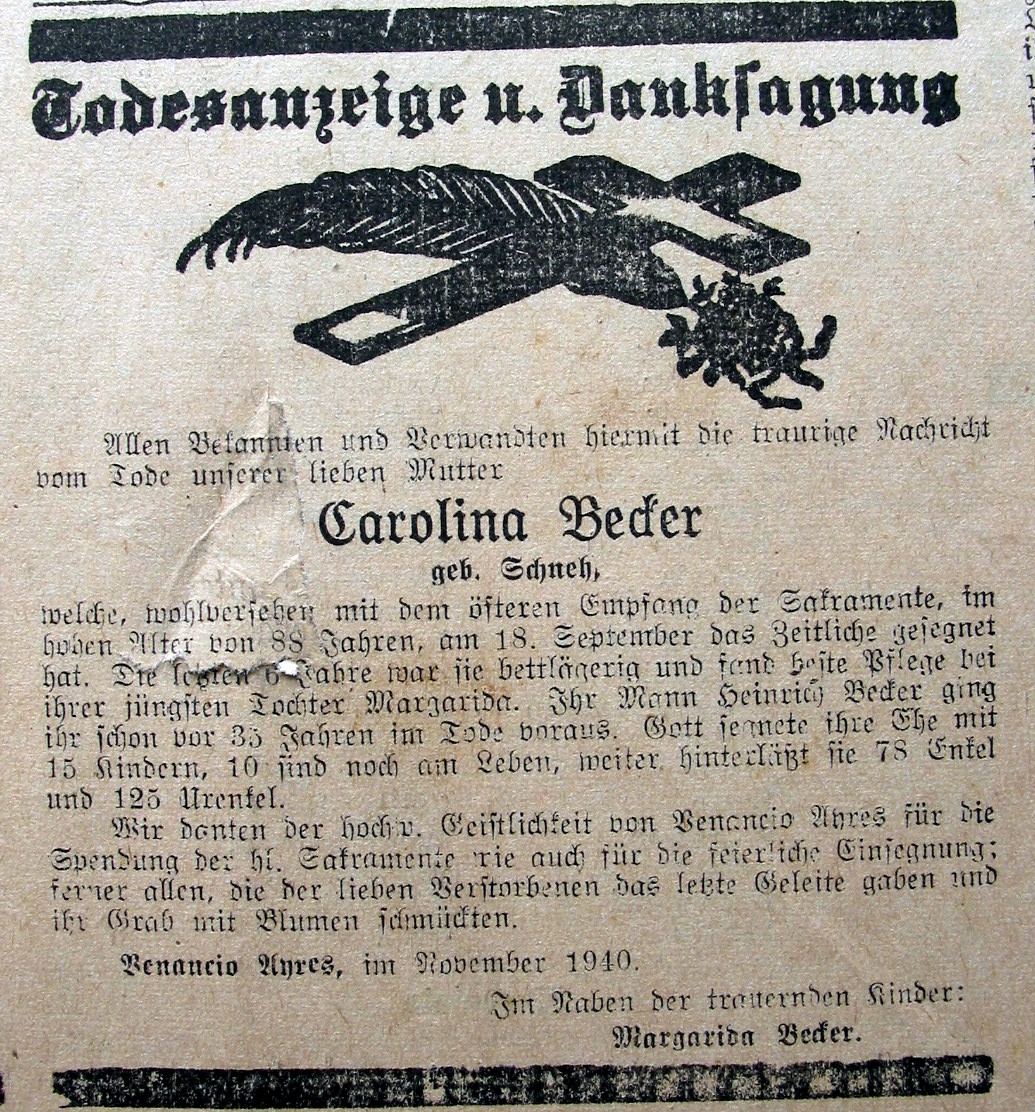 Todesanzeige u. Danksagung
Allen Bekannten und Verwandten hiermit die traurige Nachricht
vom Tode unserer lieben Mutter
Carolina Becker
geb. Schneh,
welche, wohlversehen mit dem öfteren Empfang der Sakramente, im
hohen Alter von 88 Jahren, am 18. September das Zeitliche gesegnet
hat. Die letzten 6 Jahre war sie bettlägerig und fand beste Pflege bei
ihrer jüngsten Tochter Margarida. Ihr Mann Heinrich Becker ging
ihr schon vor 35 Jahren im Tode voraus. Gott segnete ihre Ehe mit
15 Kindern, 10 sind noch am Leben, weiter hinterläßt sie 78 Enkel
und 125 Urenkel.
Wir danken der hochw. Geistlichkeit von Venancio Ayres für die
Spendung der hl. Sakramente wie auch für die feierliche Einsegnung;
ferner allen, die der lieben Verstorbenen das letzte Geleite gaben und
ihr Grab mit Blumen schmückten.
Venancio Ayres, im November 1940.
Im Naben der trauernden Kinder:
Margarida Becker.